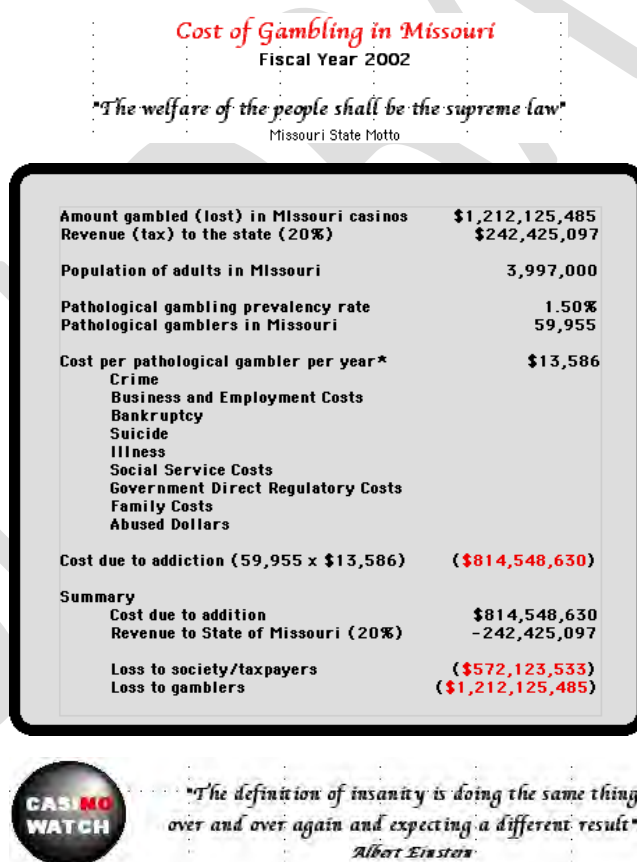 Cost of Gambling in Missouri
Fiscal Year 2002
"The welfare of the people shall be the supreme law"
Missouri State Motto
Amount gambled (lost) in MIssouri casinos $1,212,125,485
Revenue (tax) to the state (20%) $242,425,097
Population of adults in MIssouri 3,997,000
Pathological gambling prevalency rate 1.50%
Pathological gamblers in Missouri 59,955
Cost per pathological gambler per year* $13,586
Crime
Business and Employment Costs
Bankruptcy
Suicide
Illness
Social Service Costs
Government Direct Regulatory Costs
Family Costs
Abused Dollars
Cost due to addiction (59,955 x $13,586) ($814,548,630)
Summary
Cost due to addition $814,548,630
Revenue to State of Missouri (20%) -242,425,097
Loss to society/taxpayers ($572,123,533)
Loss to gamblers ($1,212,125,485)
CASINO
WATCH
"The definition of insanity is doing the same thing
over and over again and expecting a different result"
Albert Einstein